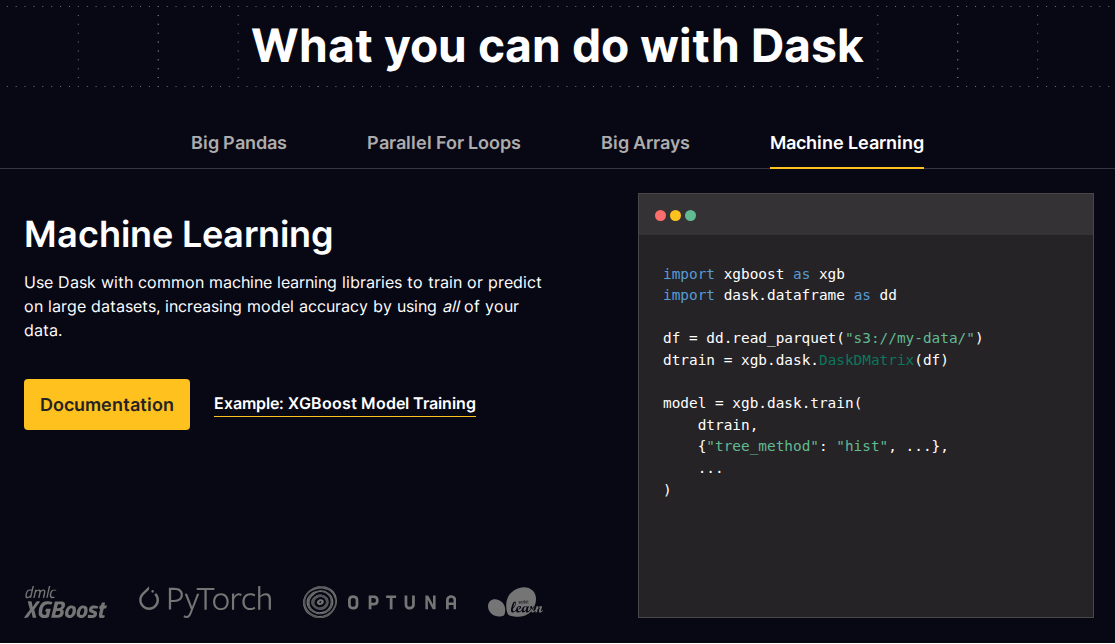 What you can do with Dask
Big Pandas
Parallel For Loops
Big Arrays
Machine Learning
Machine Learning
Use Dask with common machine learning libraries to train or predict
on large datasets, increasing model accuracy by using all of your
data.
Documentation
Example: XGBoost Model Training
import xgboost as xgb
import dask.dataframe as dd
df = dd.read_parquet("s3://my-data/")
dtrain = xgb.dask.DaskDMatrix(df)
model = xgb.dask.train(
    dtrain,
    {"tree_method": "hist", ...},
    ...
)
dmlc
XGBoost
PyTorch
OPTUNA
learn